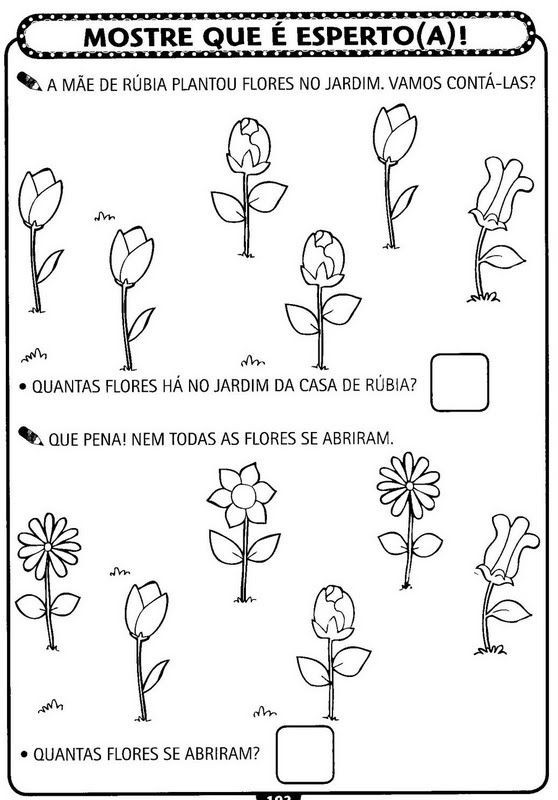 MOSTRE QUE É ESPERTO(A)!
A MÃE DE RÚBIA PLANTOU FLORES NO JARDIM. VAMOS CONTÁ-LAS?
• QUANTAS FLORES HÁ NO JARDIM DA CASA DE RÚBIA?
QUE PENA! NEM TODAS AS FLORES SE ABRIRAM.
• QUANTAS FLORES SE ABRIRAM?